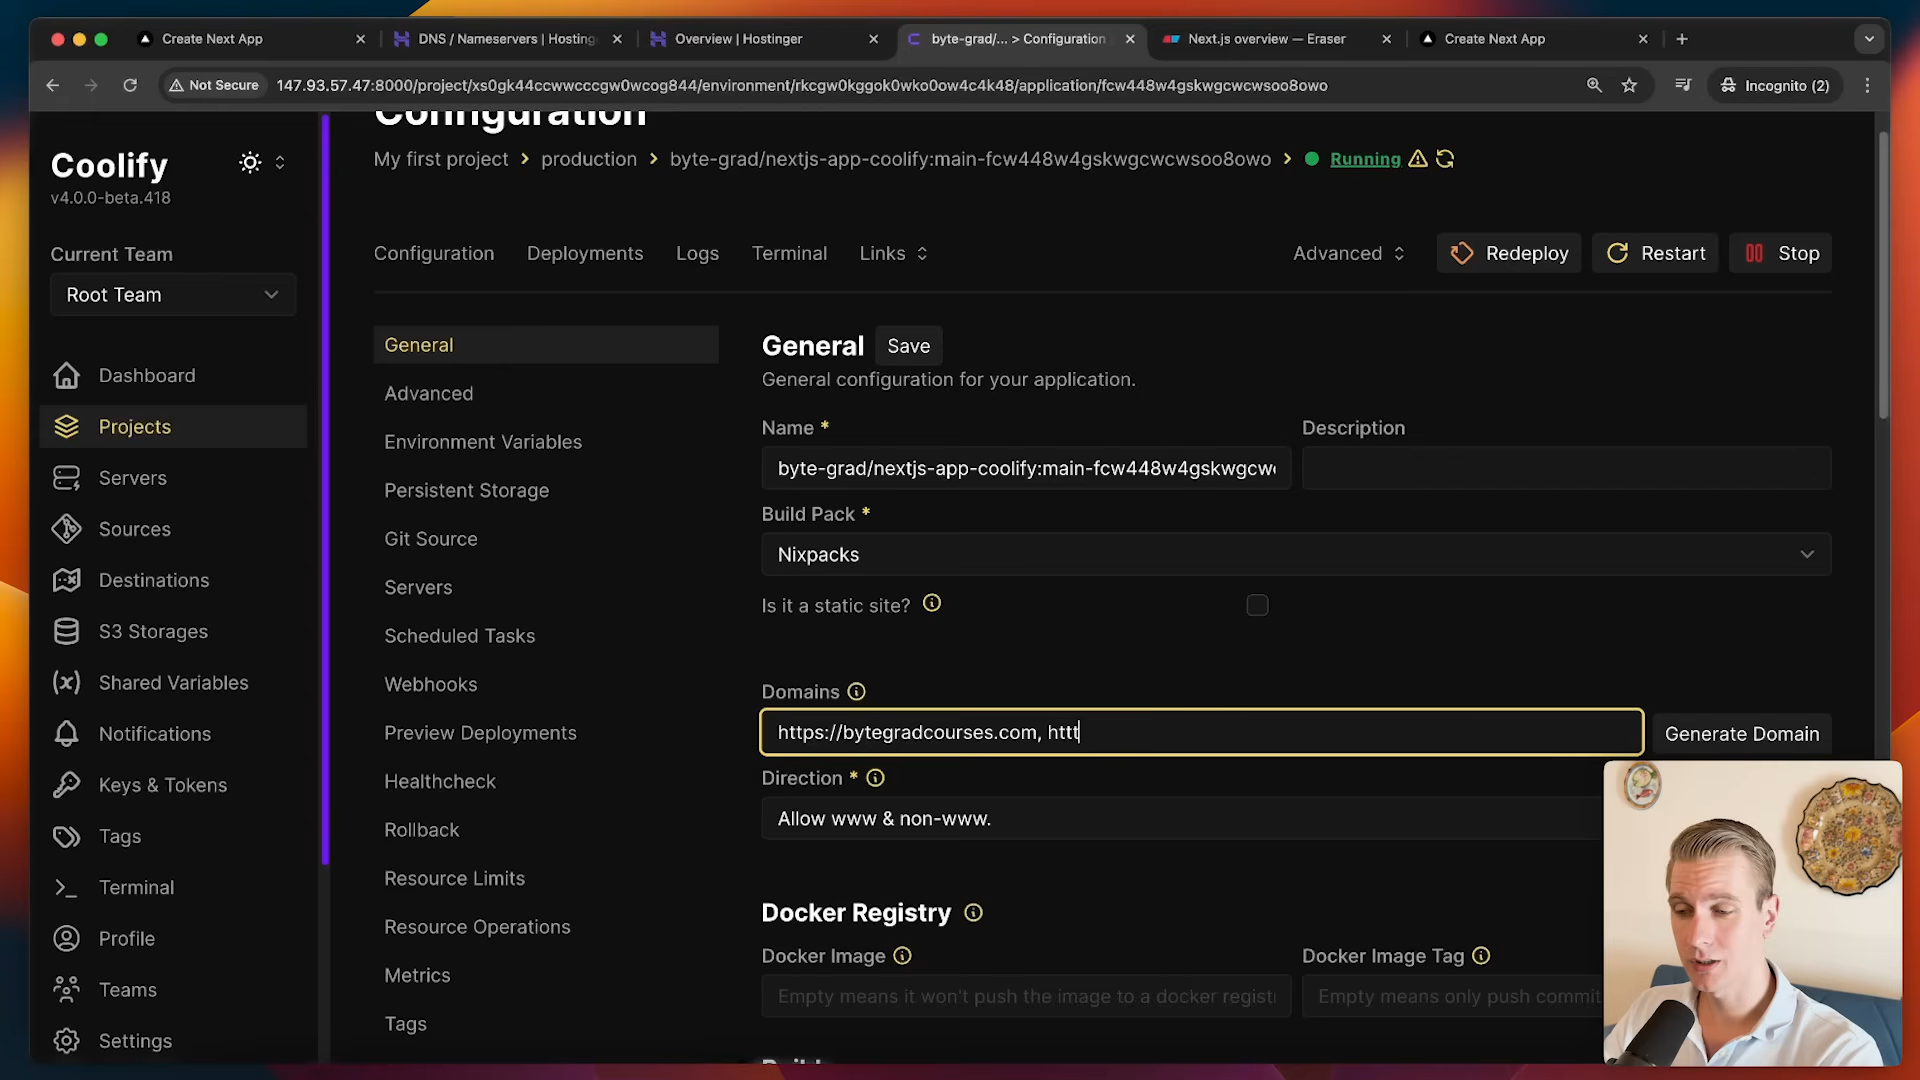 Create Next App
DNS / Nameservers | Hosting
Overview | Hostinger
byte-grad/... > Configuration
Next.js overview — Eraser
Create Next App
Not Secure
147.93.57.47:8000/project/xs0gk44ccwwcccgw0wcog844/environment/rkcgw0kggok0wko0ow4c4k48/application/fcw448w4gskwgcwcwsoo8owo
Incognito (2)
Coolify
v4.0.0-beta.418
Current Team
Root Team
Dashboard
Projects
Servers
Sources
Destinations
S3 Storages
Shared Variables
Notifications
Keys & Tokens
Tags
Terminal
Profile
Teams
Settings
Configuration
My first project > production > byte-grad/nextjs-app-coolify:main-fcw448w4gskwgcwcwsoo8owo > Running
Configuration Deployments Logs Terminal Links
Advanced Redeploy Restart Stop
General
Advanced
Environment Variables
Persistent Storage
Git Source
Servers
Scheduled Tasks
Webhooks
Preview Deployments
Healthcheck
Rollback
Resource Limits
Resource Operations
Metrics
Tags
General Save
General configuration for your application.
Name * Description
byte-grad/nextjs-app-coolify:main-fcw448w4gskwgcw
Build Pack *
Nixpacks
Is it a static site?
Domains
https://bytegradcourses.com, httt
Generate Domain
Direction *
Allow www & non-www.
Docker Registry
Docker Image Docker Image Tag
Empty means it won't push the image to a docker regist
Empty means only push commit